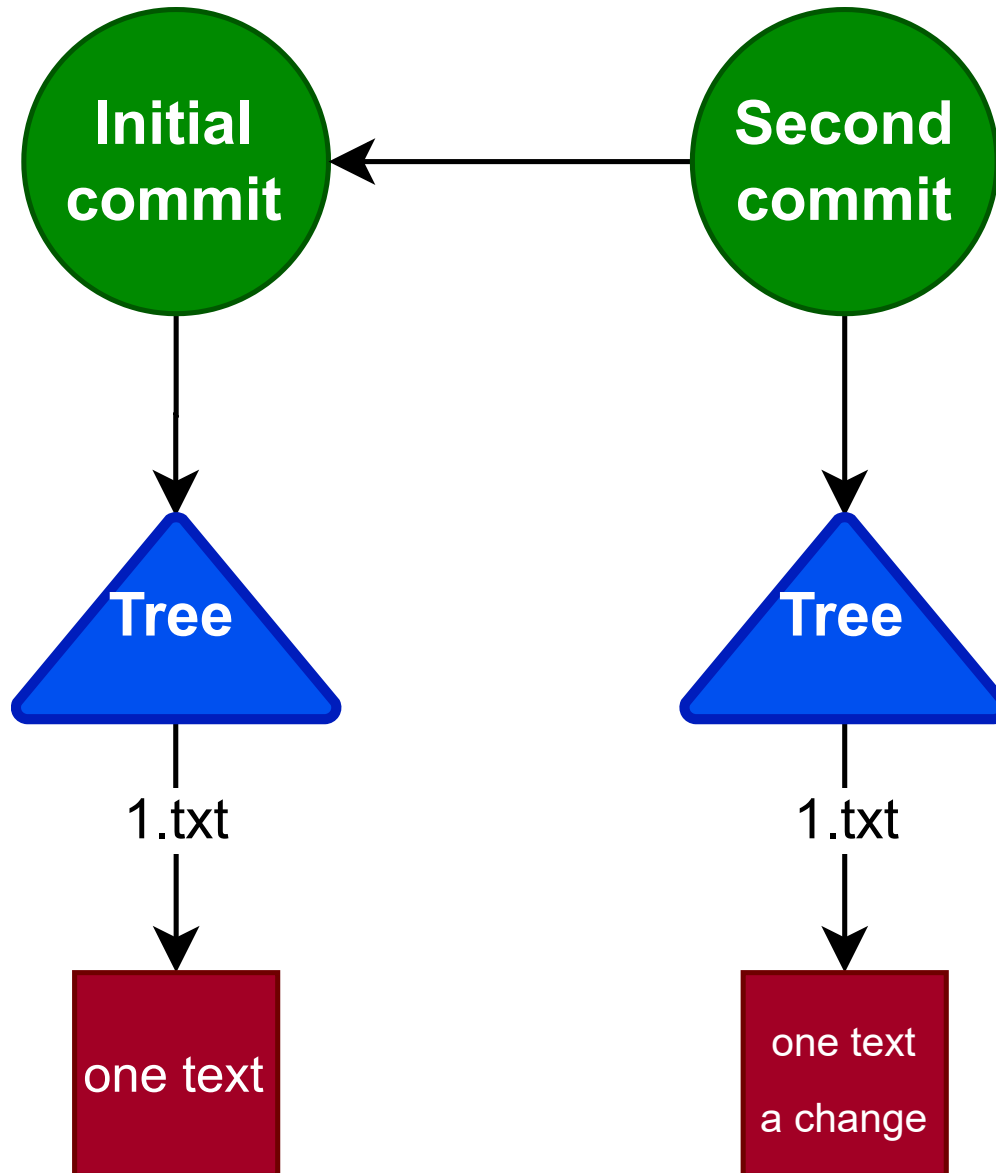 Initial
commit
Second
commit
Tree
Tree
1.txt
1.txt
one text
one text
a change